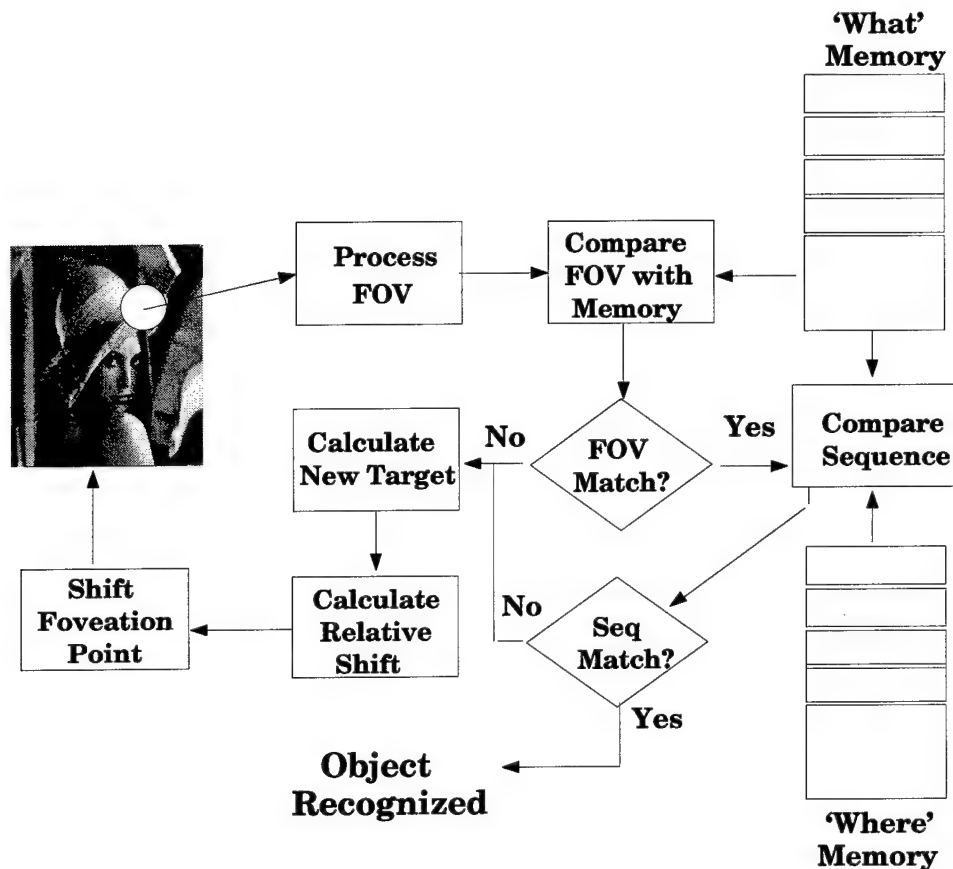 ‘What’
Memory
Process
FOV
Compare
FOV with
Memory
Calculate
New Target
No
FOV
Match?
Yes
Compare
Sequence
Shift
Foveation
Point
Calculate
Relative
Shift
No
Seq
Match?
Yes
Object
Recognized
‘Where’
Memory